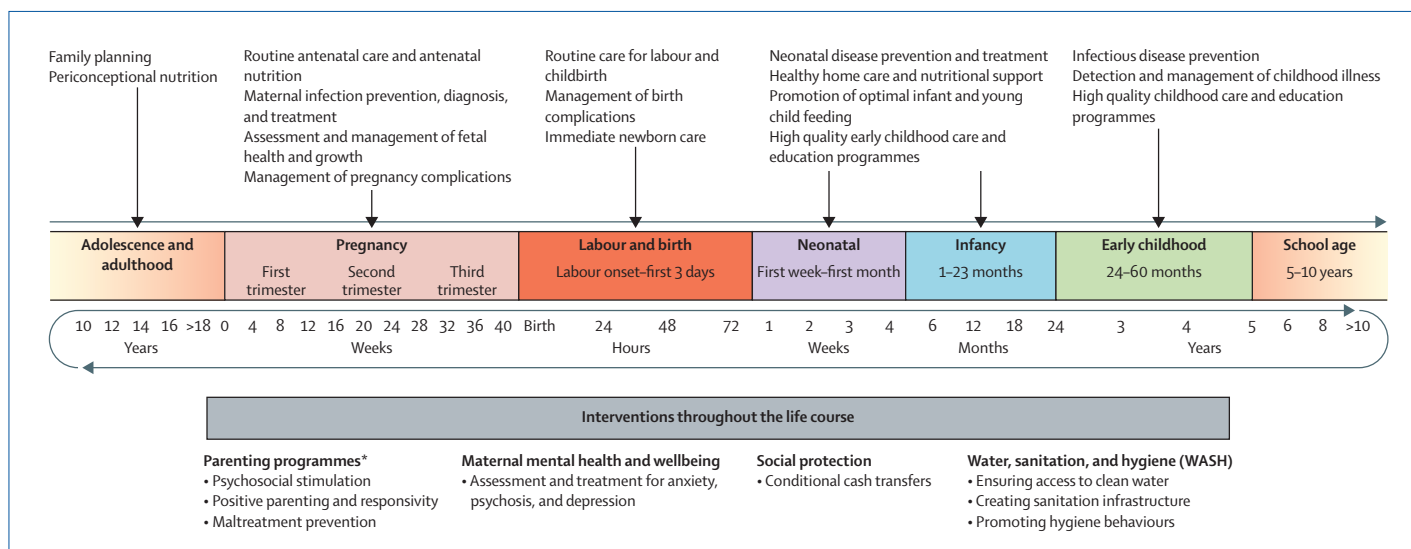 Family planning
Periconceptional nutrition
Routine antenatal care and antenatal
nutrition
Maternal infection prevention, diagnosis,
and treatment
Assessment and management of fetal
health and growth
Management of pregnancy complications
Routine care for labour and
childbirth
Management of birth
complications
Immediate newborn care
Neonatal disease prevention and treatment
Healthy home care and nutritional support
Promotion of optimal infant and young
child feeding
High quality early childhood care and
education programmes
Infectious disease prevention
Detection and management of childhood illness
High quality childhood care and education
programmes
Adolescence and
adulthood
Pregnancy
First
trimester
Second
trimester
Third
trimester
Labour and birth
Labour onset–first 3 days
Neonatal
First week–first month
Infancy
1–23 months
Early childhood
24–60 months
School age
5–10 years
10 12 14 16 >18 0 4 8 12 16 20 24 28 32 36 40 Birth 24 48 72 1 2 3 4 6 12 18 24 3 4 5 6 8 >10
Years Weeks Hours Weeks Months Years
Interventions throughout the life course
Parenting programmes*
• Psychosocial stimulation
• Positive parenting and responsivity
• Maltreatment prevention
Maternal mental health and wellbeing
• Assessment and treatment for anxiety,
psychosis, and depression
Social protection
• Conditional cash transfers
Water, sanitation, and hygiene (WASH)
• Ensuring access to clean water
• Creating sanitation infrastructure
• Promoting hygiene behaviours